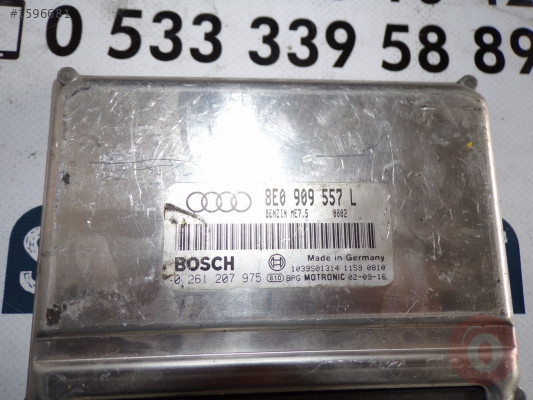 #1596681
0 533 339 58 89
8E0 909 557 L
BENZIN ME7.5 0002
Made in Germany
BOSCH
1039S01314 1159 0810
0 261 207 975 810 BPG MOTRONIC 02-09-16